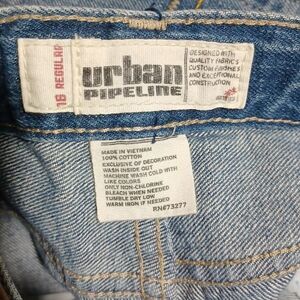 18 REGULAR
urban
PIPELINE
DESIGNED WITH
QUALITY FABRICS
CUSTOM FINISHES
AND EXCEPTIONAL
CONSTRUCTION
MADE IN VIETNAM
100% COTTON
EXCLUSIVE OF DECORATION
WASH INSIDE OUT
MACHINE WASH COLD WITH
LIKE COLORS
ONLY NON-CHLORINE
BLEACH WHEN NEEDED
TUMBLE DRY LOW
WARM IRON IF NEEDED
RN#73277